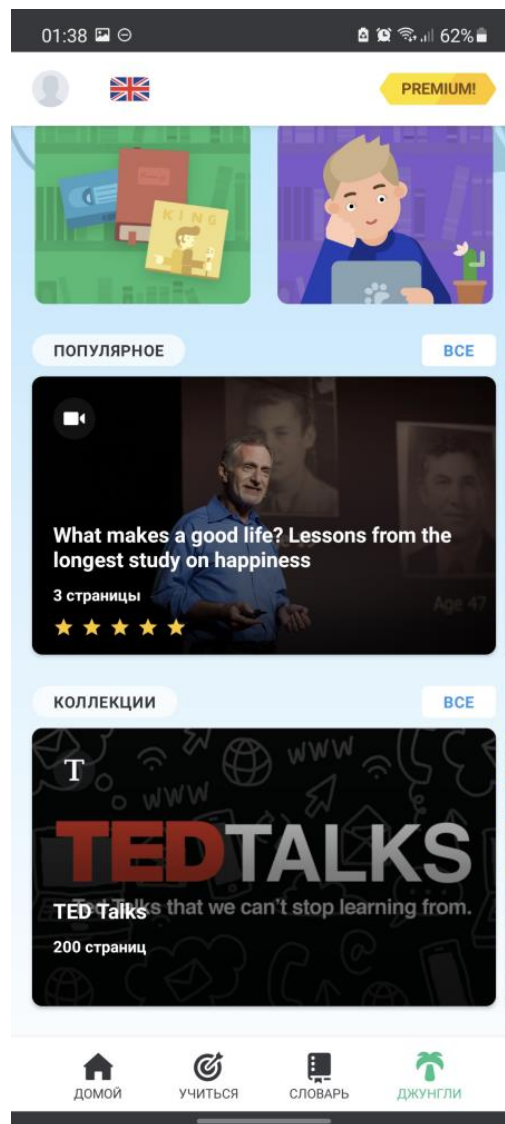 01:38
62%
PREMIUM!
KING
ПОПУЛЯРНОЕ
ВСЕ
What makes a good life? Lessons from the
longest study on happiness
3 страницы
Age 47
КОЛЛЕКЦИИ
ВСЕ
T
WWW
WWW
TEDTALKS
Ted Talks that we can't stop learning from.
TED Talks
200 страниц
ДОМОЙ
УЧИТЬСЯ
СЛОВАРЬ
ДЖУНГЛИ